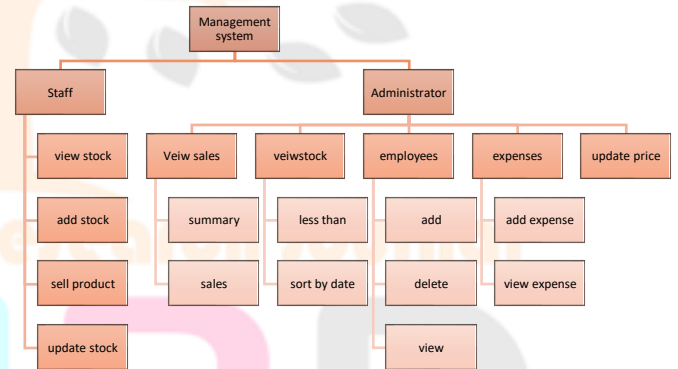 Management
system
Staff
Administrator
view stock
Veiw sales
veiwstock
employees
expenses
update price
add stock
summary
less than
add
add expense
sell product
sales
sort by date
delete
view expense
update stock
view